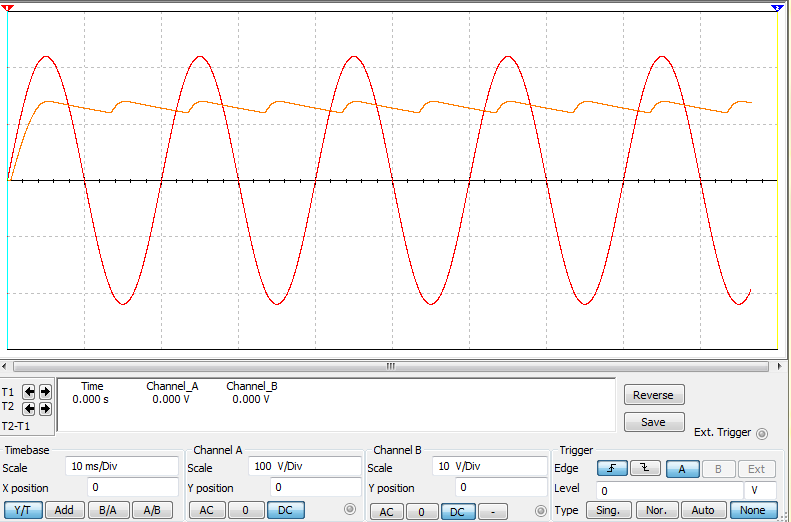 1
2
Time Channel_A Channel_B
0.000 s 0.000 V 0.000 V
T1
T2
T2-T1
Reverse
Save
Ext. Trigger
Timebase
Scale 10 ms/Div
X position 0
Y/T Add B/A A/B
Channel A
Scale 100 V/Div
Y position 0
AC 0 DC
Channel B
Scale 10 V/Div
Y position 0
AC 0 DC -
Trigger
Edge A B Ext
Level 0 V
Type Sing. Nor. Auto None